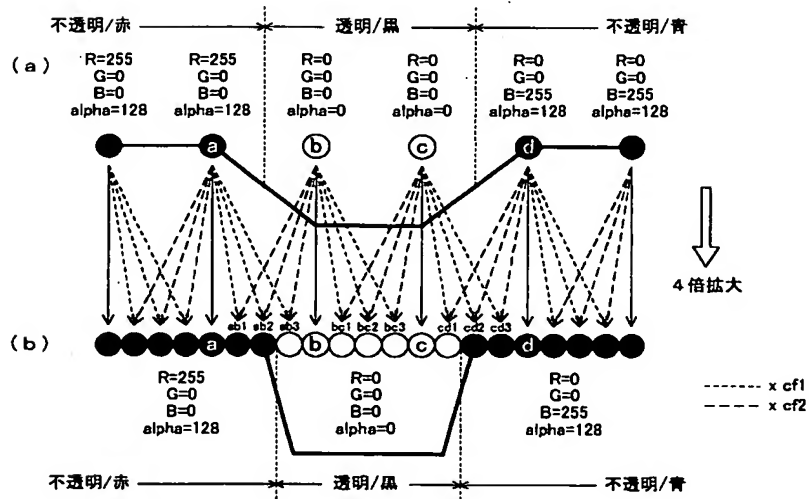 不透明/赤 透明/黒 不透明/青
(a)
R=255 R=255 R=0 R=0 R=0 R=0
G=0 G=0 G=0 G=0 G=0 G=0
B=0 B=0 B=0 B=0 B=255 B=255
alpha=128 alpha=128 alpha=0 alpha=0 alpha=128 alpha=128
a b c d
4倍拡大
ab1 ab2 ab3 bc1 bc2 bc3 cd1 cd2 cd3
(b) a b c d
R=255 R=0 R=0
G=0 G=0 G=0
B=0 B=0 B=255
alpha=128 alpha=0 alpha=128
x cf1
x cf2
不透明/赤 透明/黒 不透明/青